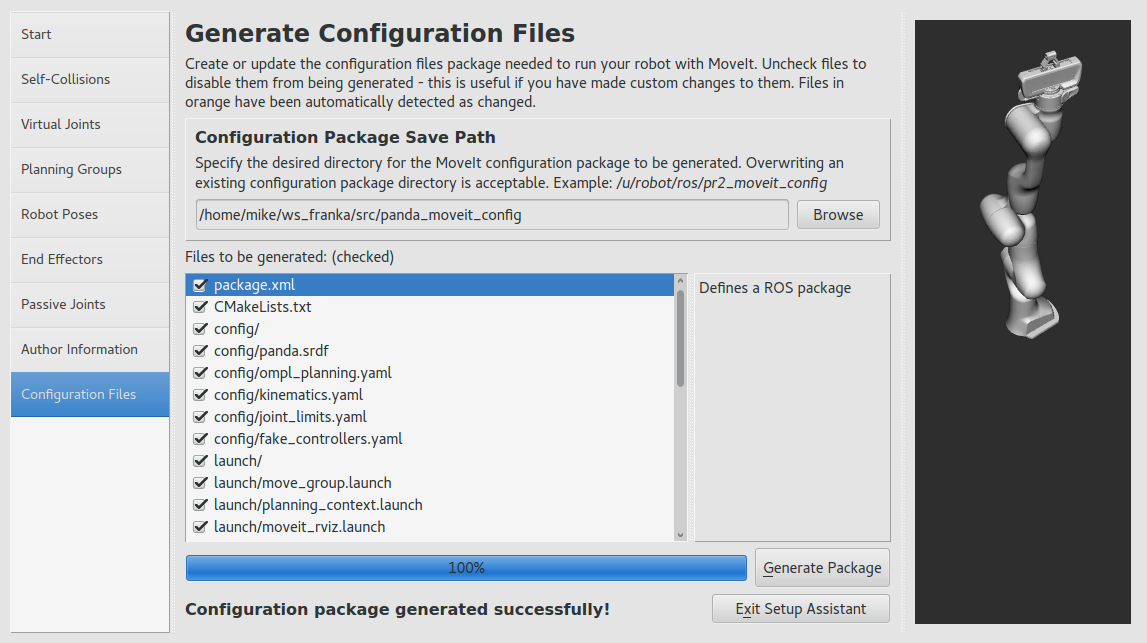 Start
Self-Collisions
Virtual Joints
Planning Groups
Robot Poses
End Effectors
Passive Joints
Author Information
Configuration Files
Generate Configuration Files
Create or update the configuration files package needed to run your robot with MoveIt. Uncheck files to
disable them from being generated - this is useful if you have made custom changes to them. Files in
orange have been automatically detected as changed.
Configuration Package Save Path
Specify the desired directory for the MoveIt configuration package to be generated. Overwriting an
existing configuration package directory is acceptable. Example: /u/robot/ros/pr2_moveit_config
/home/mike/ws_franka/src/panda_moveit_config
Browse
Files to be generated: (checked)
package.xml
CMakeLists.txt
config/
config/panda.srdf
config/ompl_planning.yaml
config/kinematics.yaml
config/joint_limits.yaml
config/fake_controllers.yaml
launch/
launch/move_group.launch
launch/planning_context.launch
launch/moveit_rviz.launch
Defines a ROS package
100%
Generate Package
Configuration package generated successfully!
Exit Setup Assistant